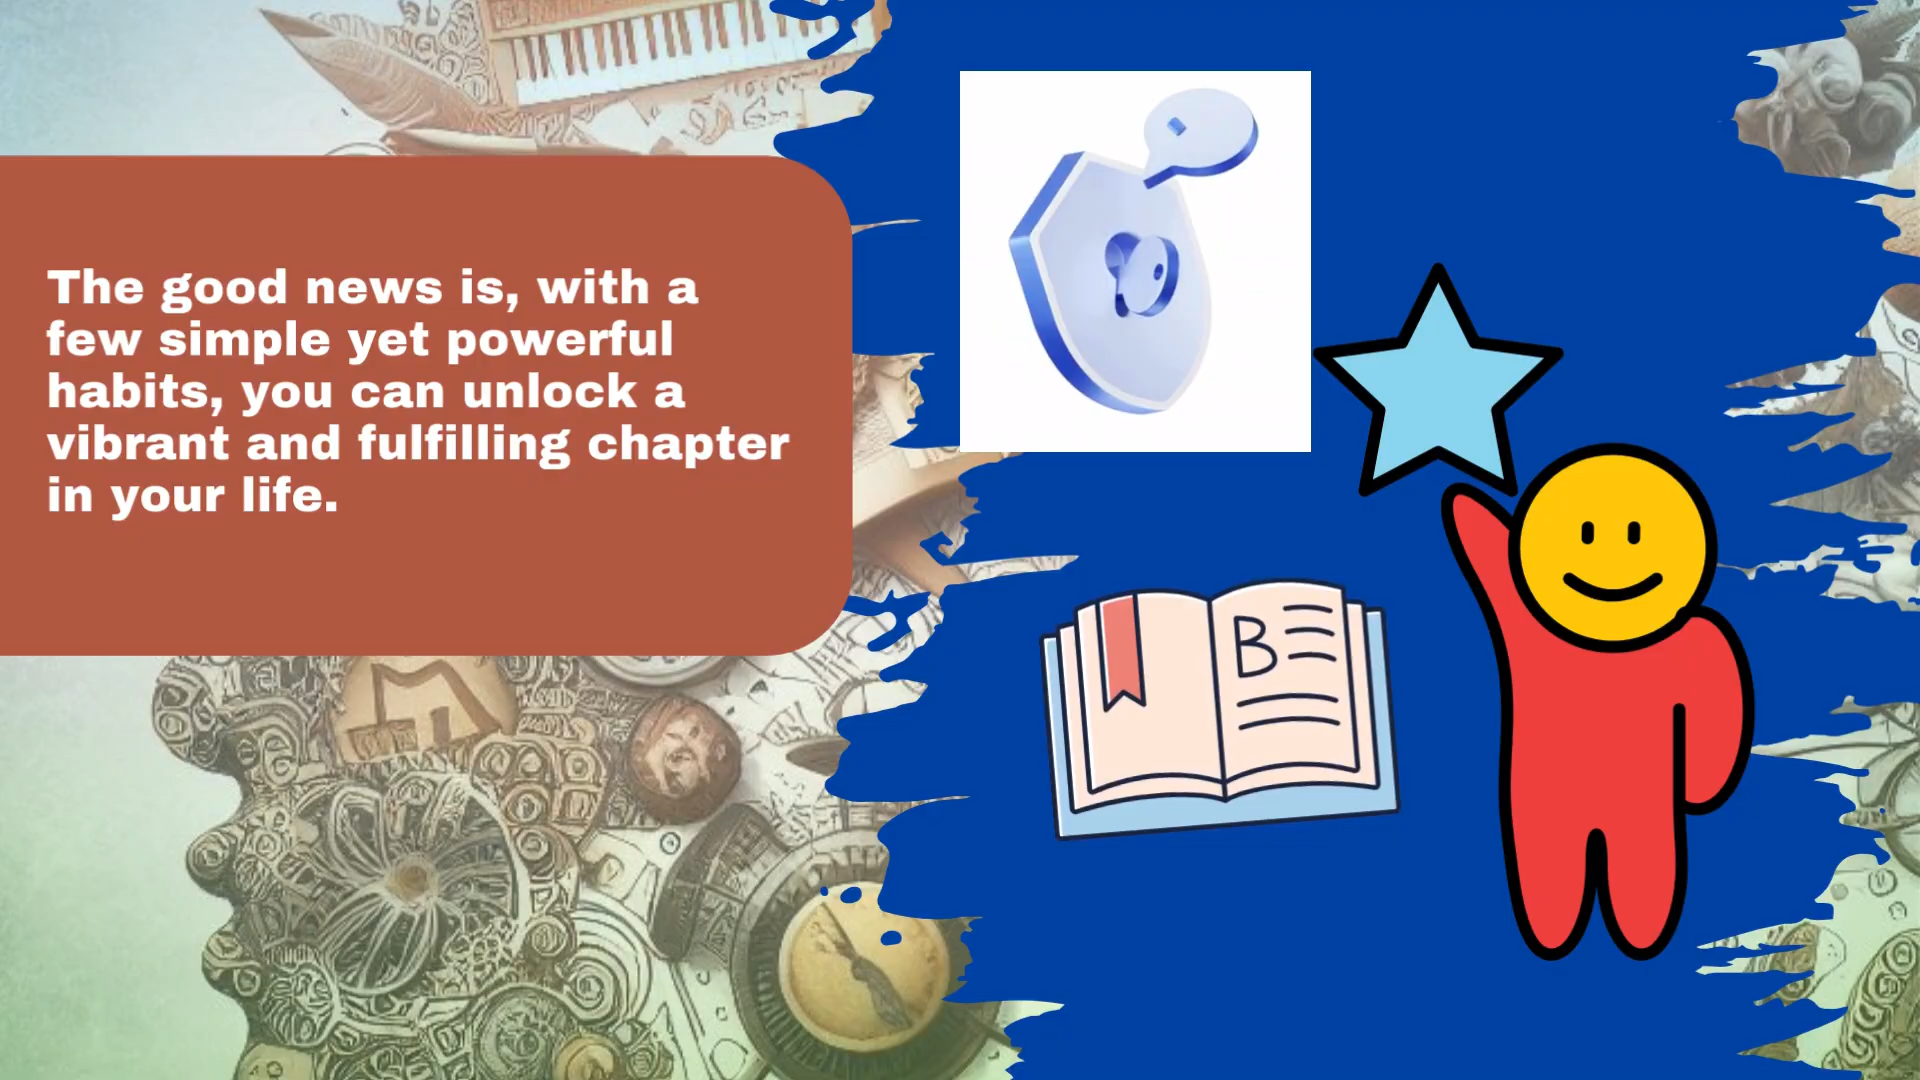 The good news is, with a
few simple yet powerful
habits, you can unlock a
vibrant and fulfilling chapter
in your life.
B